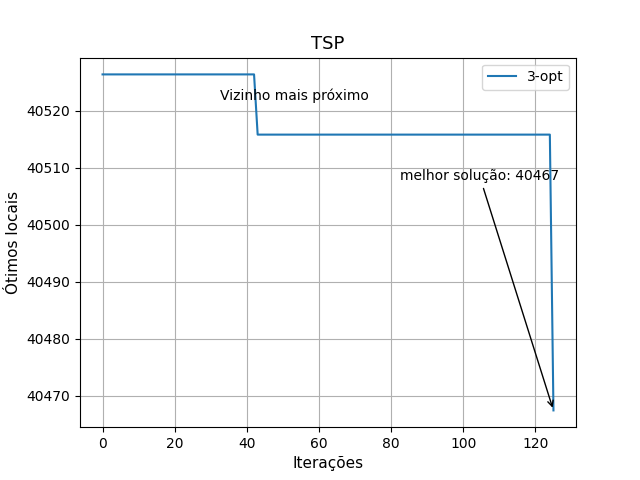 TSP
3-opt
Vizinho mais próximo
melhor solução: 40467
Ótimos locais
40520
40510
40500
40490
40480
40470
0 20 40 60 80 100 120
Iterações